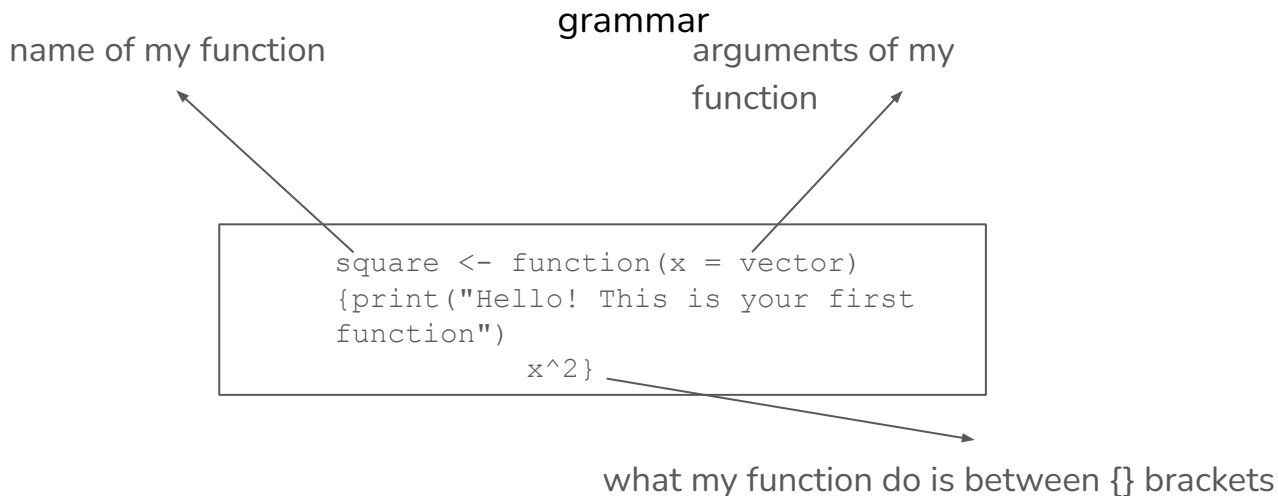 grammar
name of my function
arguments of my
function
square <- function(x = vector)
{print("Hello! This is your first
function")
x^2}
what my function do is between {} brackets